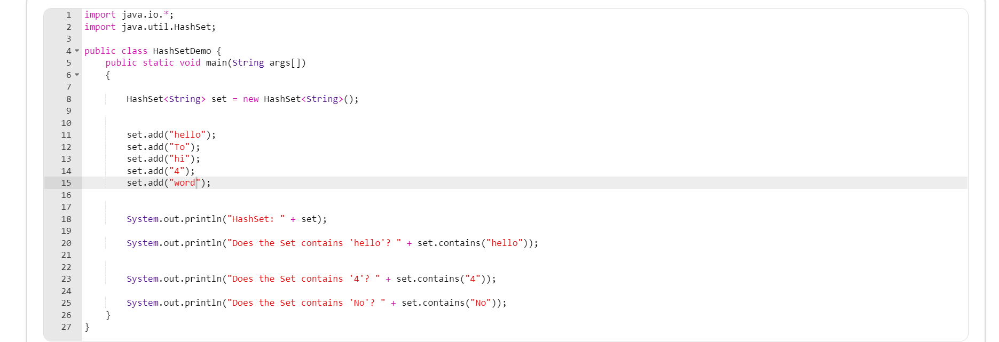 1 import java.io.*;
2 import java.util.HashSet;
3
4 public class HashSetDemo {
5     public static void main(String args[])
6     {
7
8         HashSet<String> set = new HashSet<String>();
9
10
11         set.add("hello");
12         set.add("To");
13         set.add("hi");
14         set.add("4");
15         set.add("word");
16
17
18         System.out.println("HashSet: " + set);
19
20         System.out.println("Does the Set contains 'hello'? " + set.contains("hello"));
21
22
23         System.out.println("Does the Set contains '4'? " + set.contains("4"));
24
25         System.out.println("Does the Set contains 'No'? " + set.contains("No"));
26     }
27 }